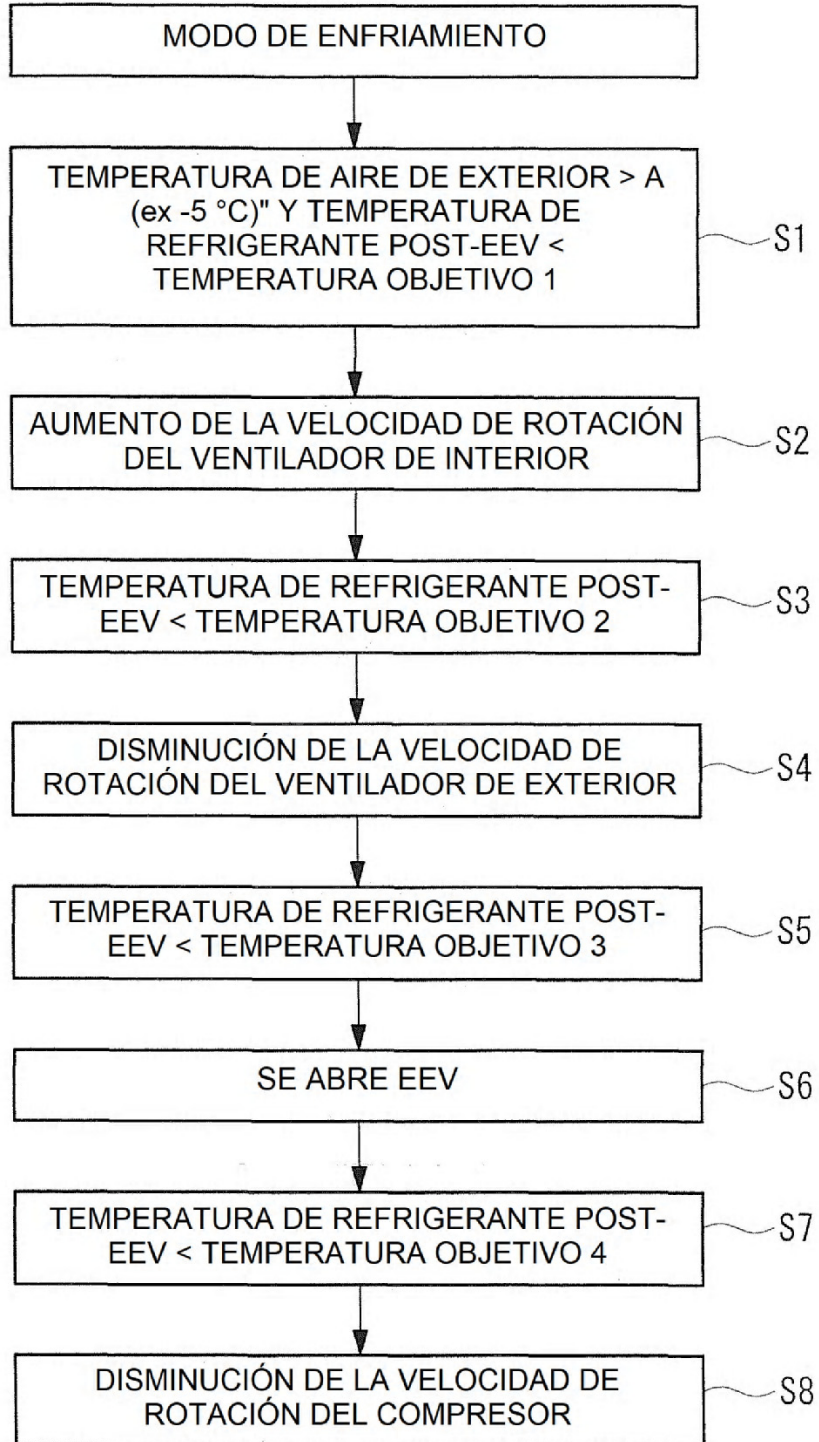 MODO DE ENFRIAMIENTO
TEMPERATURA DE AIRE DE EXTERIOR > A
(ex -5 °C)" Y TEMPERATURA DE
REFRIGERANTE POST-EEV <
TEMPERATURA OBJETIVO 1
S1
AUMENTO DE LA VELOCIDAD DE ROTACIÓN
DEL VENTILADOR DE INTERIOR
S2
TEMPERATURA DE REFRIGERANTE POST-
EEV < TEMPERATURA OBJETIVO 2
S3
DISMINUCIÓN DE LA VELOCIDAD DE
ROTACIÓN DEL VENTILADOR DE EXTERIOR
S4
TEMPERATURA DE REFRIGERANTE POST-
EEV < TEMPERATURA OBJETIVO 3
S5
SE ABRE EEV
S6
TEMPERATURA DE REFRIGERANTE POST-
EEV < TEMPERATURA OBJETIVO 4
S7
DISMINUCIÓN DE LA VELOCIDAD DE
ROTACIÓN DEL COMPRESOR
S8